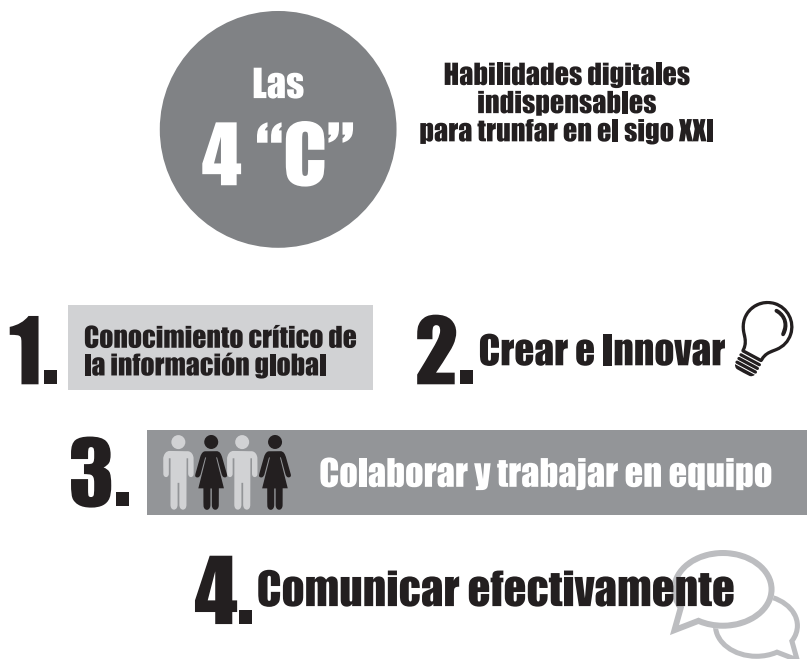 Las
4 “C”
Habilidades digitales
indispensables
para trunfar en el sigo XXI
1.
Conocimiento crítico de
la información global
2. Crear e Innovar
3. Colaborar y trabajar en equipo
4. Comunicar efectivamente